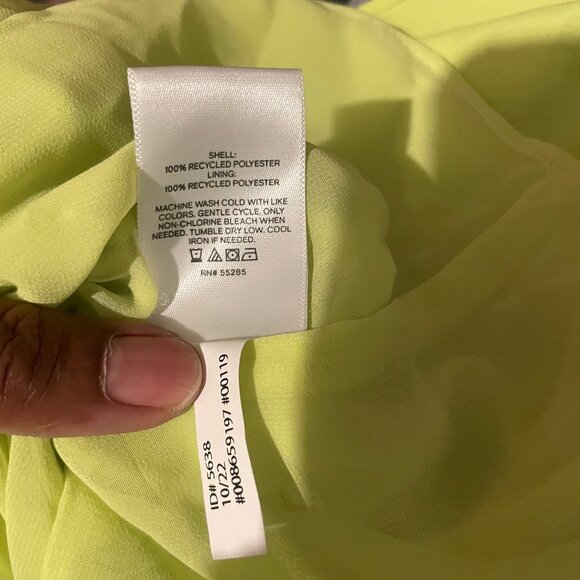 SHELL:
100% RECYCLED POLYESTER
LINING:
100% RECYCLED POLYESTER
MACHINE WASH COLD WITH LIKE
COLORS. GENTLE CYCLE. ONLY
NON-CHLORINE BLEACH WHEN
NEEDED. TUMBLE DRY LOW. COOL
IRON IF NEEDED.
RN# 55285
ID# 5638
10/22
#008659197 #00119